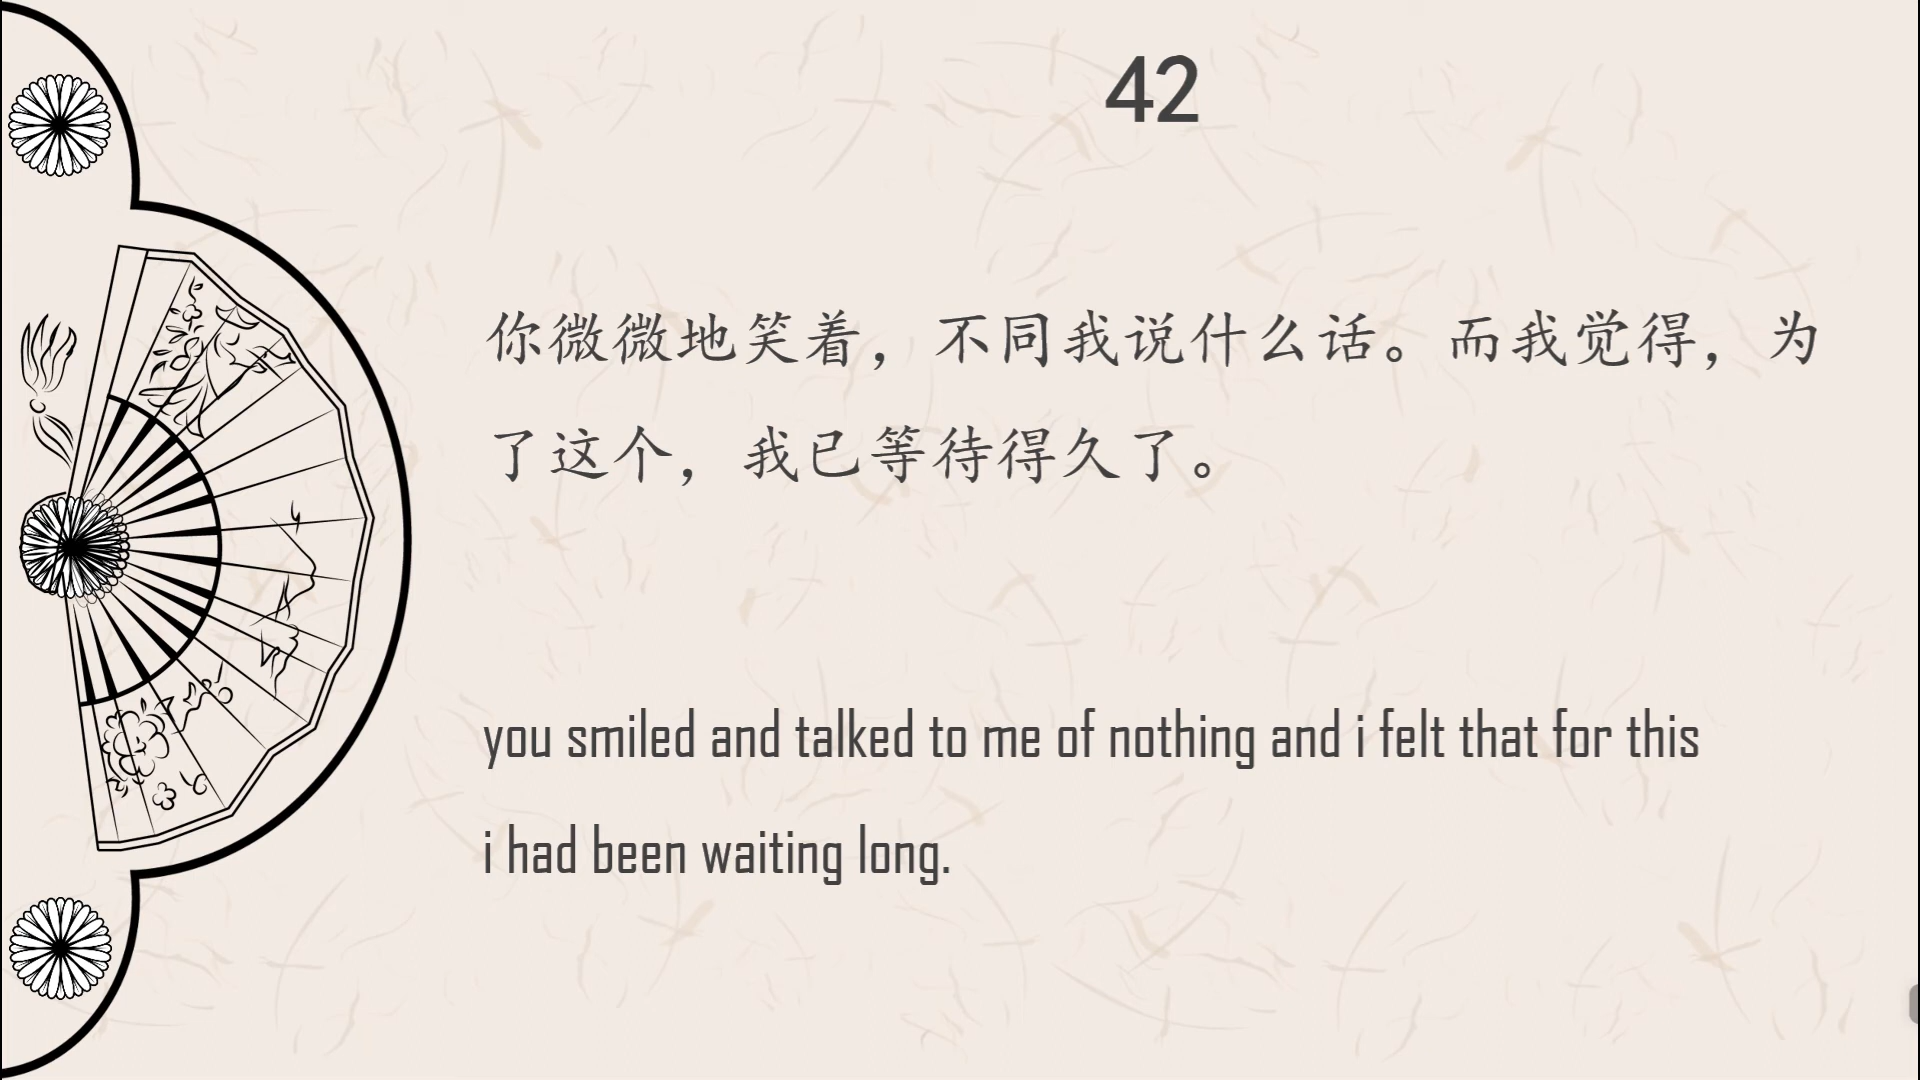 42
你微微地笑着，不同我说什么话。而我觉得，为
了这个，我已等待得久了。
you smiled and talked to me of nothing and i felt that for this
i had been waiting long.